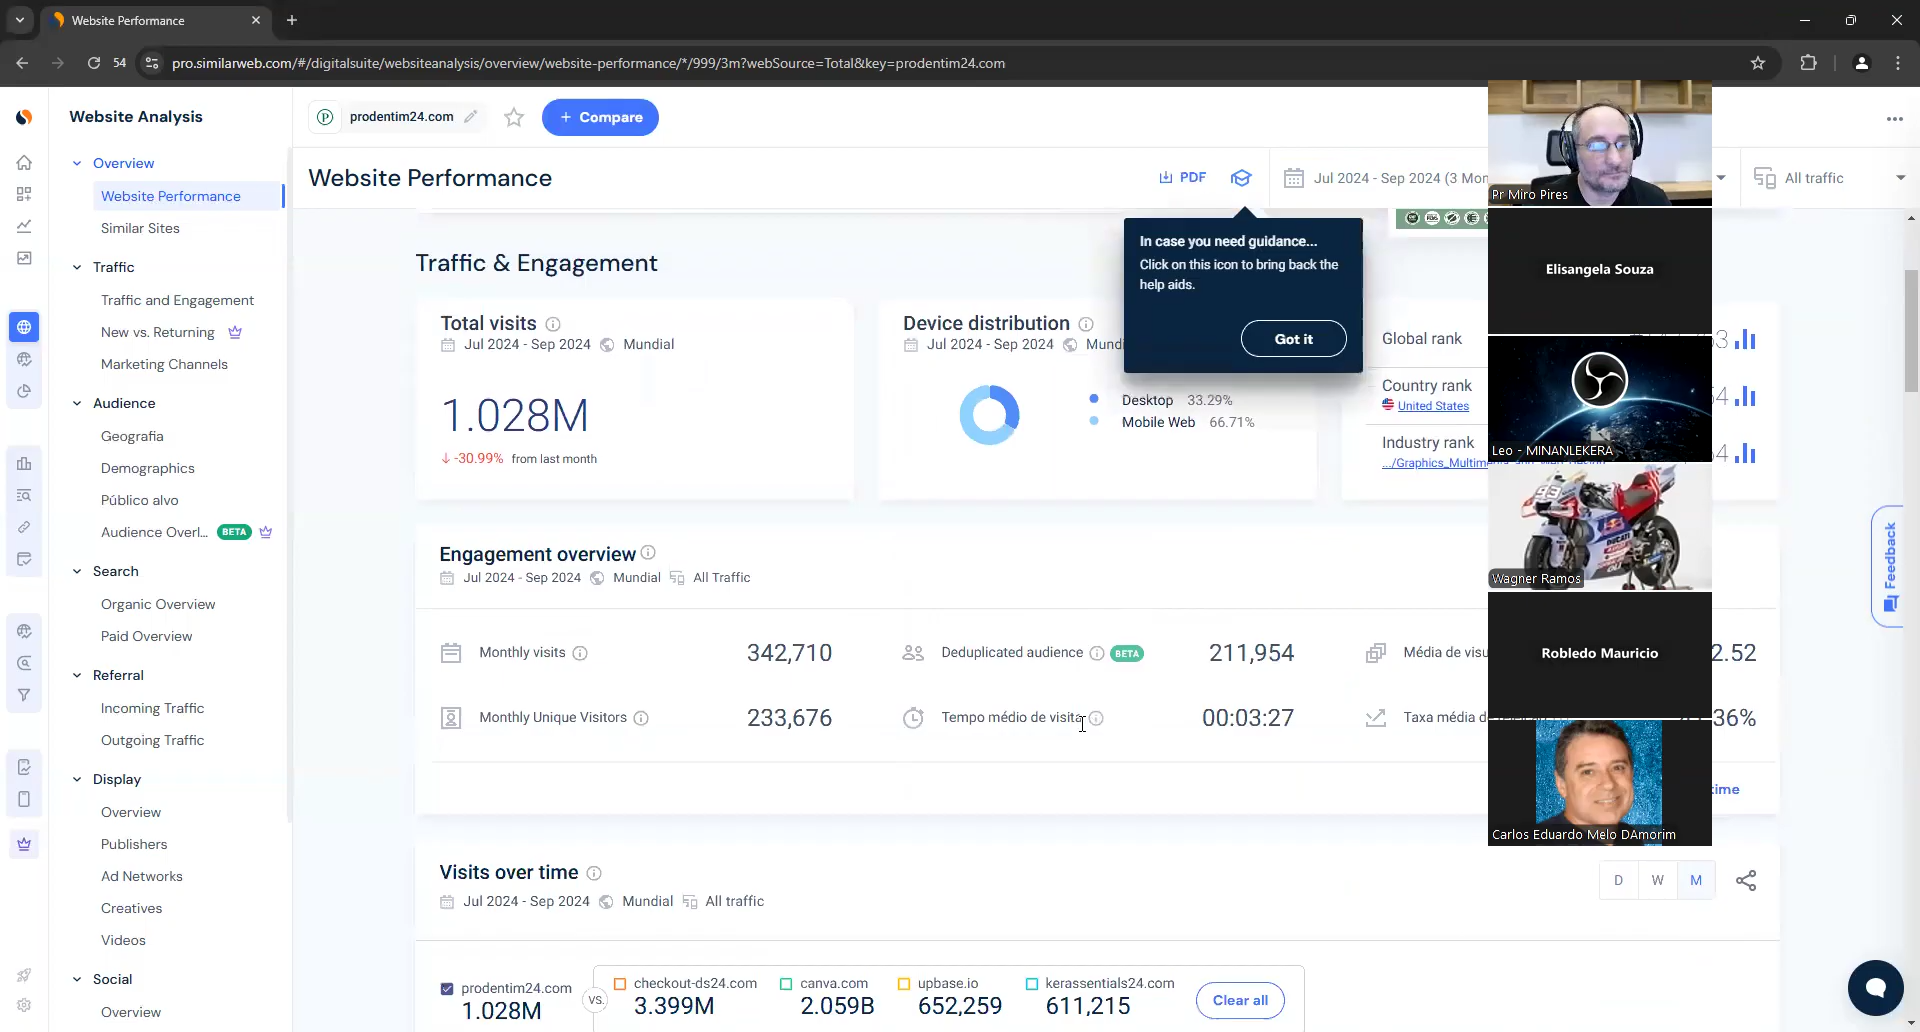 Website Performance
54
pro.similarweb.com/#/digitalsuite/websiteanalysis/overview/website-performance/*/999/3m?webSource=Total&key=prodentim24.com
Website Analysis
Overview
Website Performance
Similar Sites
Traffic
Traffic and Engagement
New vs. Returning
Marketing Channels
Audience
Geografia
Demographics
Público alvo
Audience Overl... BETA
Search
Organic Overview
Paid Overview
Referral
Incoming Traffic
Outgoing Traffic
Display
Overview
Publishers
Ad Networks
Creatives
Videos
Social
Overview
P prodentim24.com + Compare
Website Performance
PDF
Jul 2024 - Sep 2024 (3 Mon
All traffic
In case you need guidance...
Click on this icon to bring back the
help aids.
Got it
Traffic & Engagement
Total visits
Jul 2024 - Sep 2024 Mundial
1.028M
-30.99% from last month
Device distribution
Jul 2024 - Sep 2024 Mundi
Desktop 33.29%
Mobile Web 66.71%
Global rank
Country rank
United States
Industry rank
Engagement overview
Jul 2024 - Sep 2024 Mundial All Traffic
Monthly visits 342,710
Deduplicated audience BETA 211,954
Média de visu 2.52
Monthly Unique Visitors 233,676
Tempo médio de visita 00:03:27
Taxa média d 36%
time
Visits over time
Jul 2024 - Sep 2024 Mundial All traffic
D W M
prodentim24.com
1.028M
VS.
checkout-ds24.com
3.399M
canva.com
2.059B
upbase.io
652,259
kerassentials24.com
611,215
Clear all
Feedback
Pr Miro Pires
Elisangela Souza
Leo - MINANLEKERA
93
Wagner Ramos
Robledo Mauricio
Carlos Eduardo Melo DAmorim